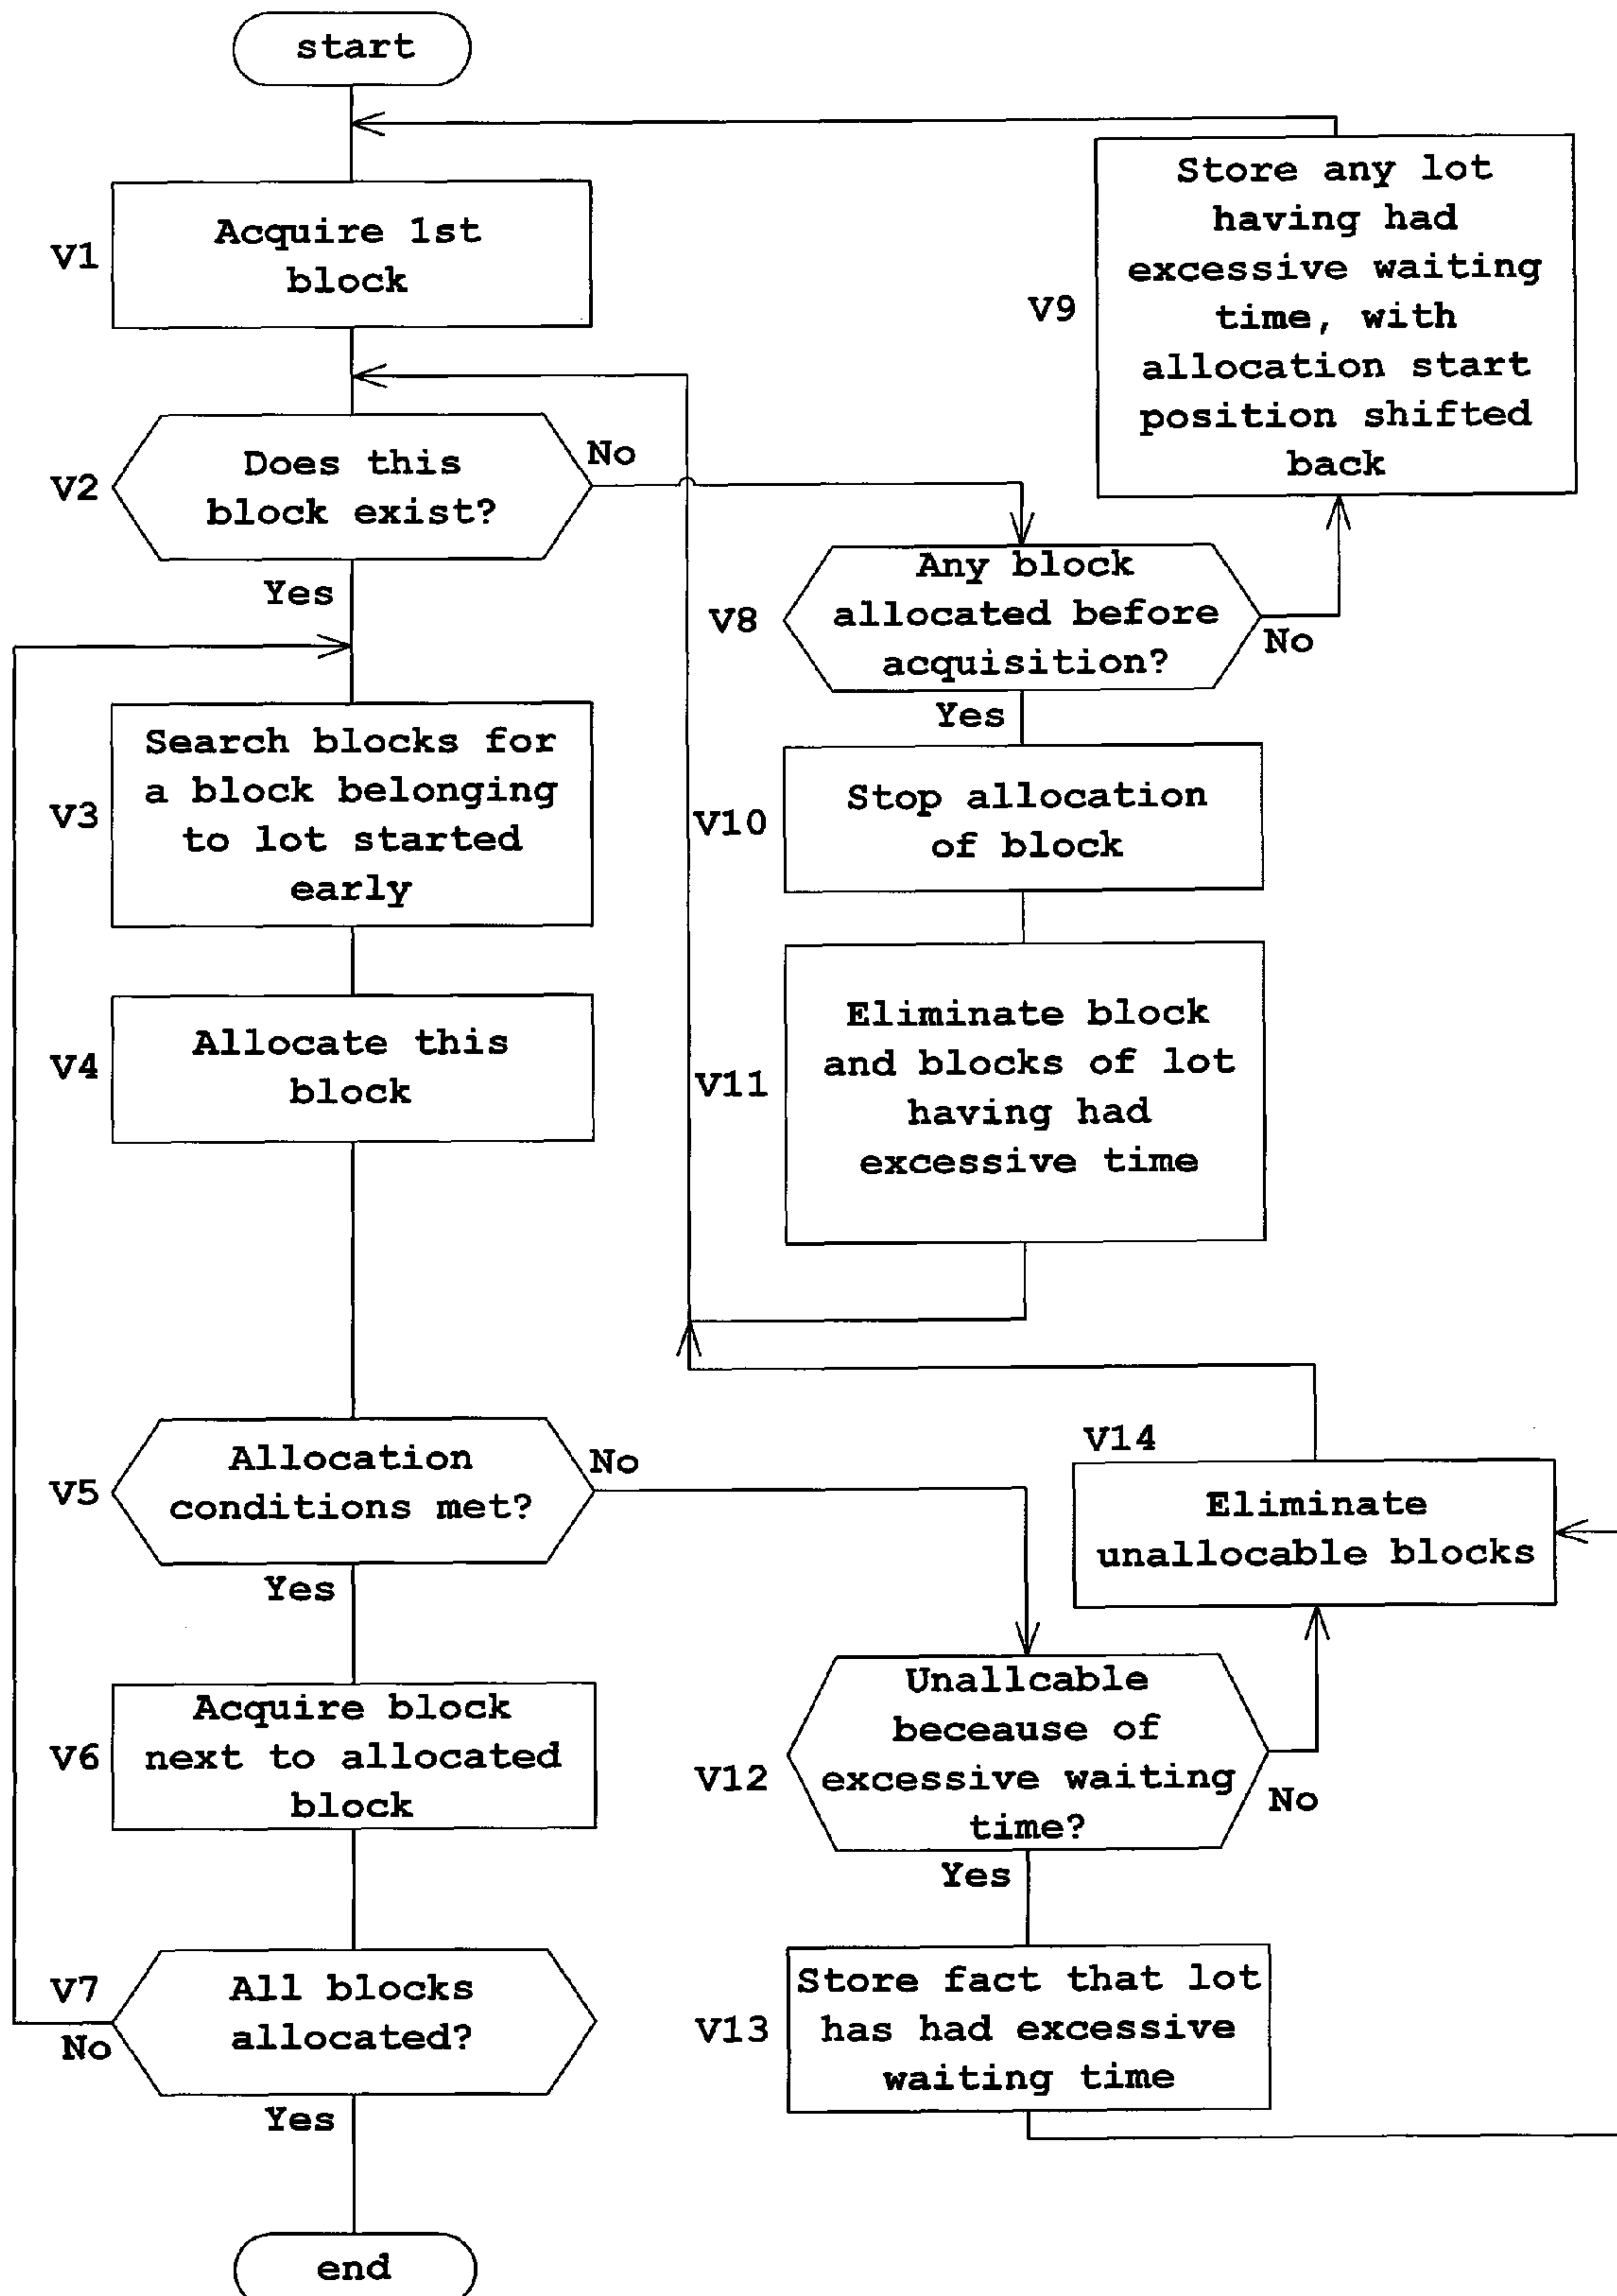 start
V1
Acquire 1st
block
V2
Does this
block exist?
No
Yes
V3
Search blocks for
a block belonging
to lot started
early
V4
Allocate this
block
V5
Allocation
conditions met?
No
Yes
V6
Acquire block
next to allocated
block
V7
All blocks
allocated?
No
Yes
end
V9
Store any lot
having had
excessive waiting
time, with
allocation start
position shifted
back
V8
Any block
allocated before
acquisition?
No
Yes
V10
Stop allocation
of block
V11
Eliminate block
and blocks of lot
having had
excessive time
V14
Eliminate
unallocable blocks
V12
Unallcable
beceause of
excessive waiting
time?
No
Yes
V13
Store fact that lot
has had excessive
waiting time